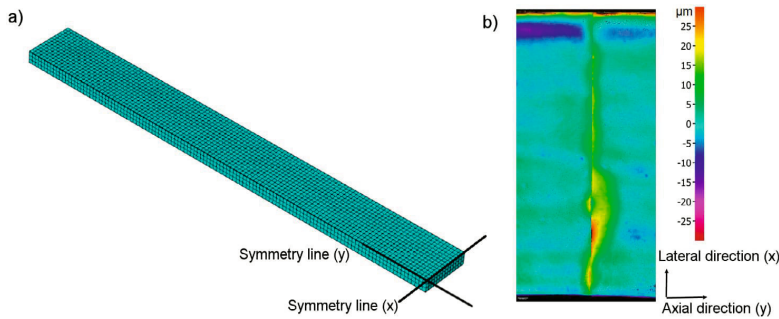 a)
Symmetry line (y)
Symmetry line (x)
b)
µm
25
20
15
10
5
0
-5
-10
-15
-20
-25
Lateral direction (x)
Axial direction (y)